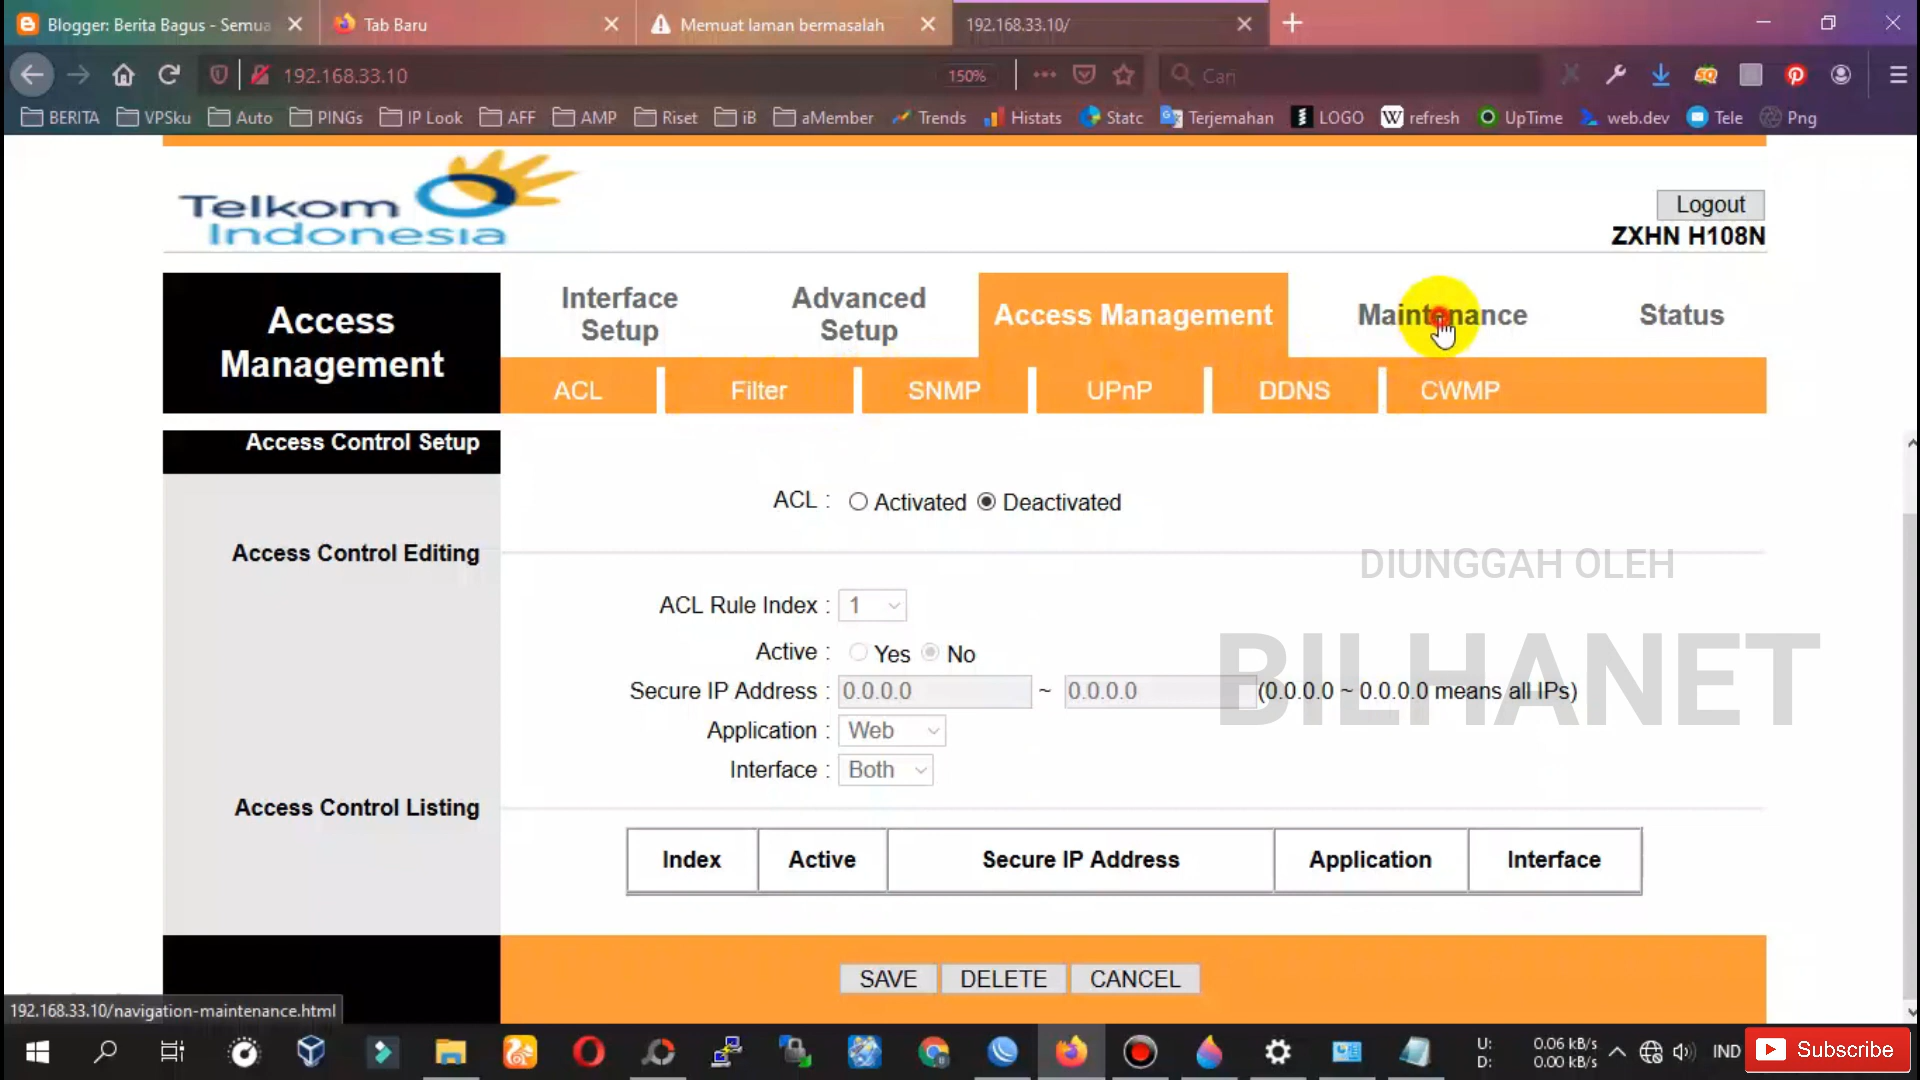 Blogger: Berita Bagus - Semua
Tab Baru
Memuat laman bermasalah
192.168.33.10/
192.168.33.10
150%
Cari
BERITA VPSku Auto PINGs IP Look AFF AMP Riset iB aMember Trends Histats Statc Terjemahan LOGO refresh UpTime web.dev Tele Png
Telkom
Indonesia
Logout
ZXHN H108N
Access
Management
Interface
Setup
Advanced
Setup
Access Management
Maintenance
Status
ACL Filter SNMP UPnP DDNS CWMP
Access Control Setup
ACL : Activated Deactivated
Access Control Editing
DIUNGGAH OLEH
BILHANET
ACL Rule Index : 1
Active : Yes No
Secure IP Address : 0.0.0.0 ~ 0.0.0.0 (0.0.0.0 ~ 0.0.0.0 means all IPs)
Application : Web
Interface : Both
Access Control Listing
Index Active Secure IP Address Application Interface
SAVE DELETE CANCEL
192.168.33.10/navigation-maintenance.html
U: 0.06 kB/s
D: 0.00 kB/s
IND
Subscribe